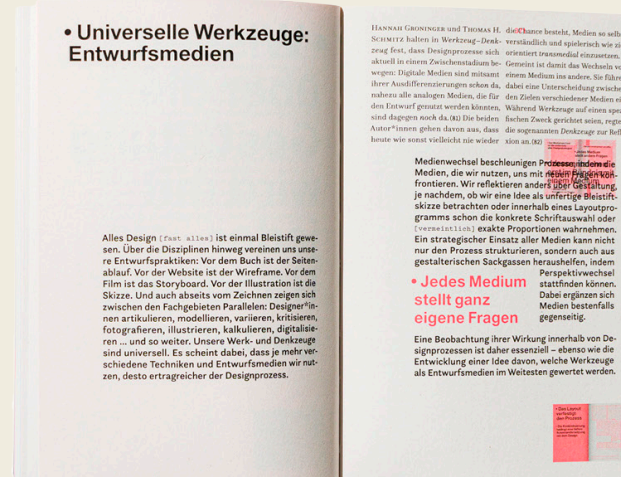 • Universelle Werkzeuge:
Entwurfsmedien
Alles Design [fast alles] ist einmal Bleistift gewe-
sen. Über die Disziplinen hinweg vereinen uns unse-
re Entwurfspraktiken: Vor dem Buch ist der Seiten-
ablauf. Vor der Website ist der Wireframe. Vor dem
Film ist das Storyboard. Vor der Illustration ist die
Skizze. Und auch abseits vom Zeichnen zeigen sich
zwischen den Fachgebieten Parallelen: Designer*in-
nen artikulieren, modellieren, variieren, kritisieren,
fotografieren, illustrieren, kalkulieren, digitalisie-
ren ... und so weiter. Unsere Werk- und Denkzeuge
sind universell. Es scheint dabei, dass je mehr ver-
schiedene Techniken und Entwurfsmedien wir nut-
zen, desto ertragreicher der Designprozess.
Hannah Groninger und Thomas H.
Schmitz halten in Werkzeug–Denk-
zeug fest, dass Designprozesse sich
aktuell in einem Zwischenstadium be-
wegen: Digitale Medien sind mitsamt
ihrer Ausdifferenzierungen schon da,
nahezu alle analogen Medien, die für
den Entwurf genutzt werden könnten,
sind dagegen noch da.(81) Die beiden
Autor*innen gehen davon aus, dass
heute wie sonst vielleicht nie wieder
die Chance besteht, Medien so selb
verständlich und spielerisch wie zi
orientiert transmedial einzusetzen.
Gemeint ist damit das Wechseln vo
einem Medium ins andere. Sie führe
dabei eine Unterscheidung zwische
den Zielen verschiedener Medien ei
Während Werkzeuge auf einen spe
fischen Zweck gerichtet seien, regte
die sogenannten Denkzeuge zur Refl
xion an.(82)
Medienwechsel beschleunigen Prozesse, indem die
Medien, die wir nutzen, uns mit neuen Fragen kon-
frontieren. Wir reflektieren anders über Gestaltung,
je nachdem, ob wir eine Idee als unfertige Bleistift-
skizze betrachten oder innerhalb eines Layoutpro-
gramms schon die konkrete Schriftauswahl oder
[vermeintlich] exakte Proportionen wahrnehmen.
Ein strategischer Einsatz aller Medien kann nicht
nur den Prozess strukturieren, sondern auch aus
gestalterischen Sackgassen heraushelfen, indem
Perspektivwechsel
stattfinden können.
Dabei ergänzen sich
Medien bestenfalls
gegenseitig.
• Jedes Medium
stellt ganz
eigene Fragen
Eine Beobachtung ihrer Wirkung innerhalb von De-
signprozessen ist daher essenziell – ebenso wie die
Entwicklung einer Idee davon, welche Werkzeuge
als Entwurfsmedien im Weitesten gewertet werden.
• Das Layout
verfestigt
den Prozess